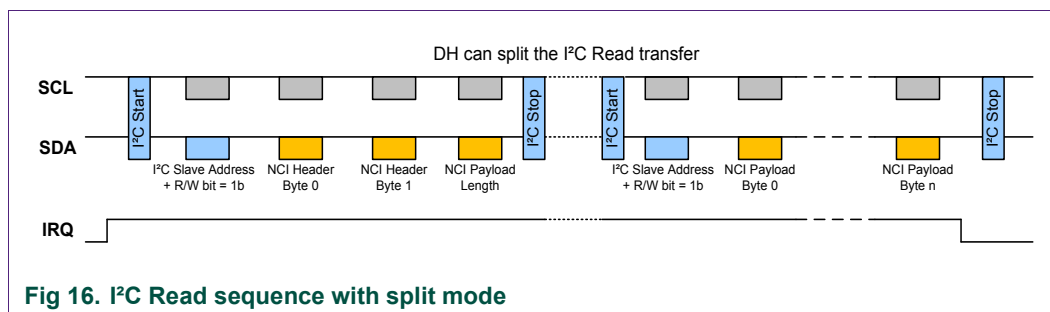 DH can split the I²C Read transfer
SCL
I²C Start
I²C Stop
I²C Start
I²C Stop
SDA
I²C Slave Address
+ R/W bit = 1b
NCI Header
Byte 0
NCI Header
Byte 1
NCI Payload
Length
I²C Slave Address
+ R/W bit = 1b
NCI Payload
Byte 0
NCI Payload
Byte n
IRQ
Fig 16. I²C Read sequence with split mode